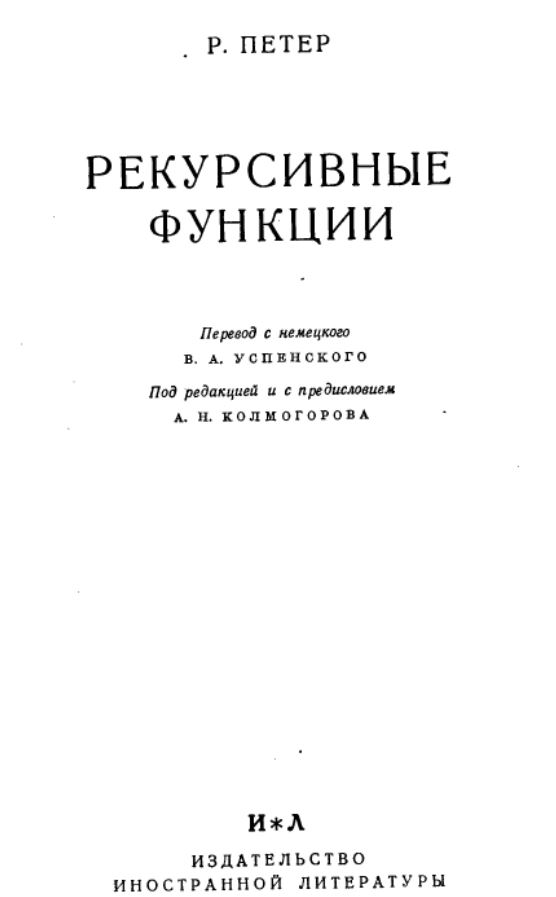 Р. ПЕТЕР
РЕКУРСИВНЫЕ
ФУНКЦИИ
Перевод с немецкого
В. А. УСПЕНСКОГО
Под редакцией и с предисловием
А. Н. КОЛМОГОРОВА
И*Л
ИЗДАТЕЛЬСТВО
ИНОСТРАННОЙ ЛИТЕРАТУРЫ